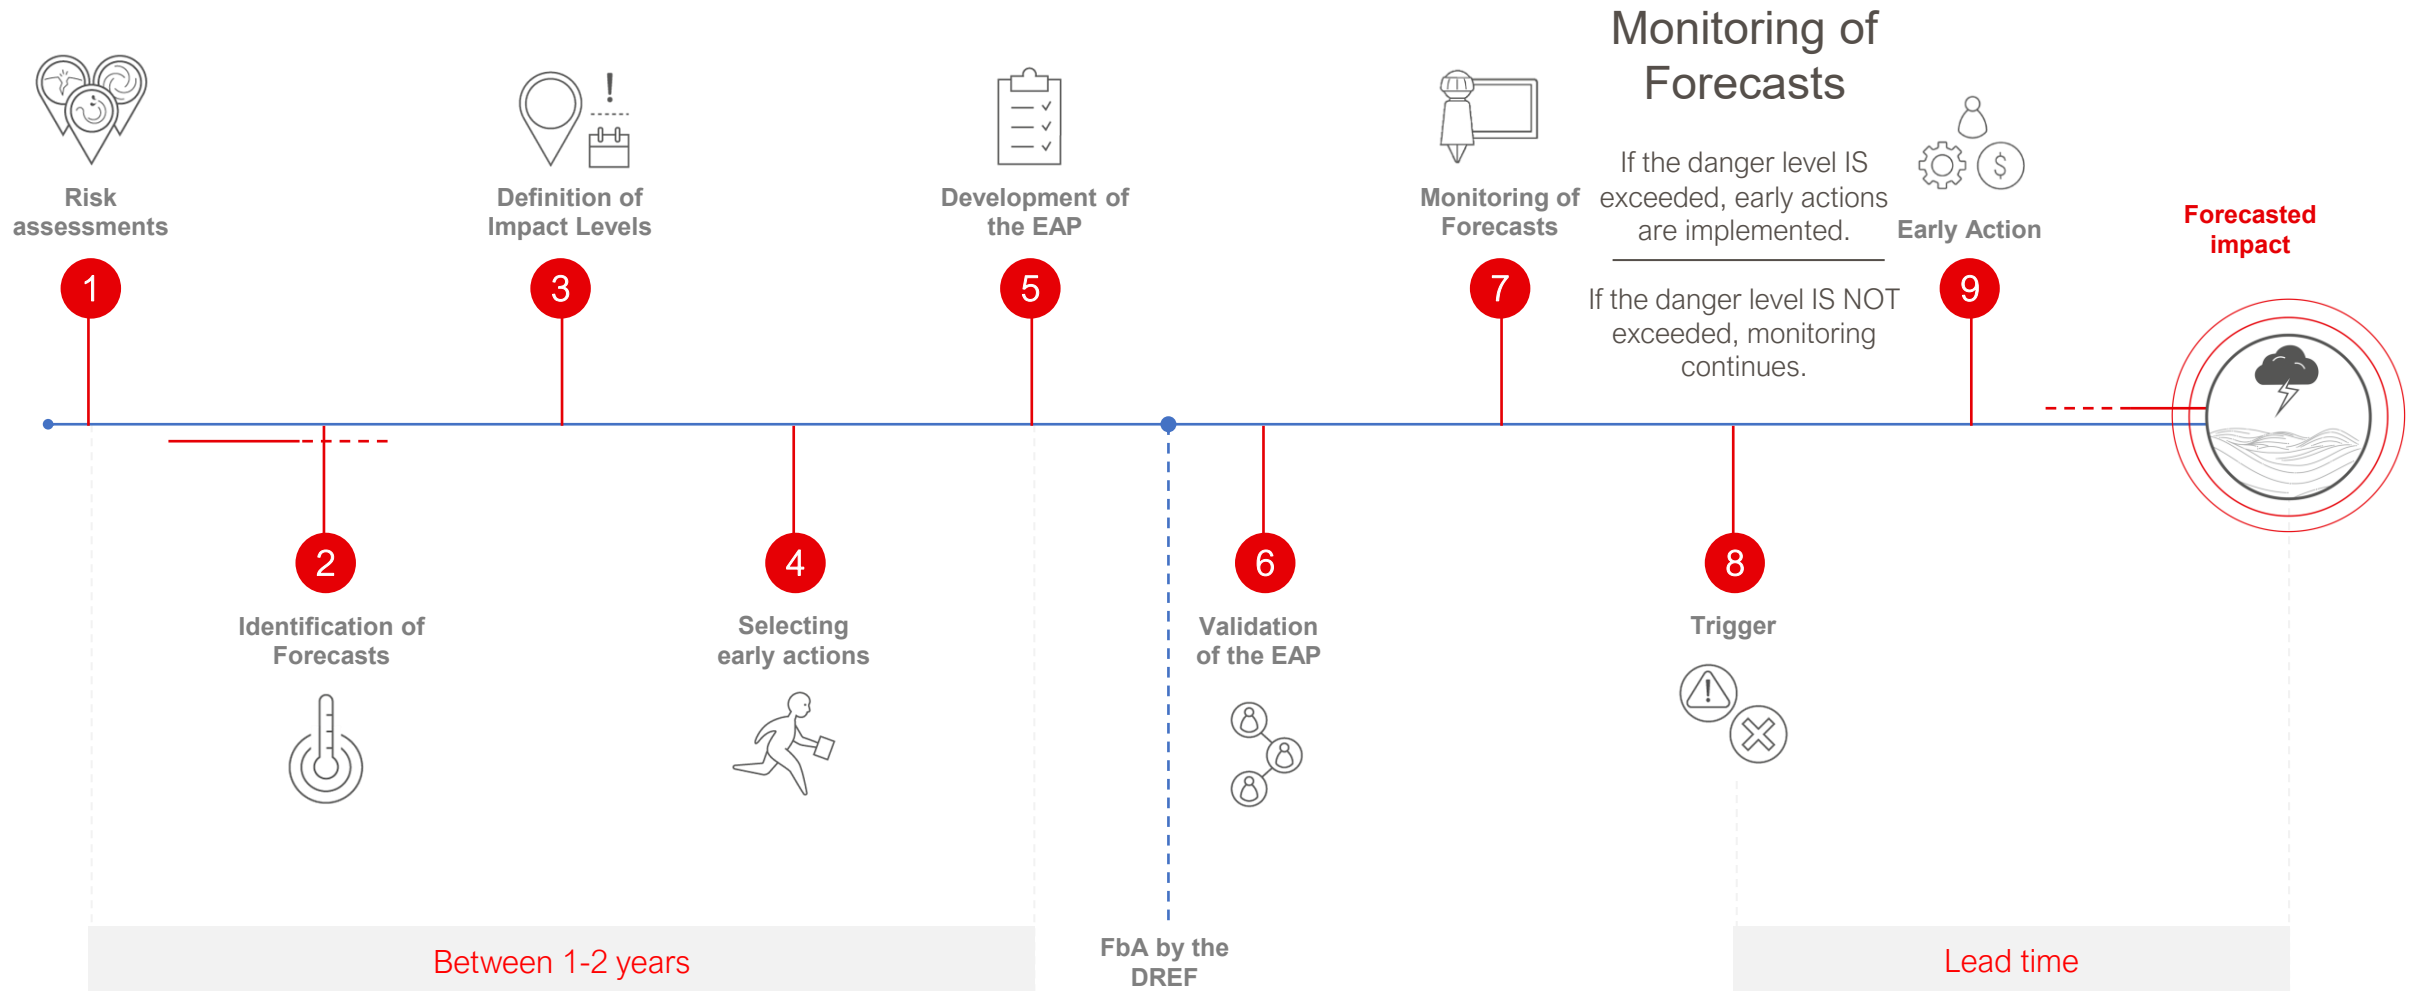 Monitoring of
Forecasts
If the danger level IS
exceeded, early actions
are implemented.
If the danger level IS NOT
exceeded, monitoring
continues.
Risk
assessments
1
Definition of
Impact Levels
3
Development of
the EAP
5
Monitoring of
Forecasts
7
$
Early Action
9
Forecasted
impact
2
Identification of
Forecasts
4
Selecting
early actions
6
Validation
of the EAP
8
Trigger
Between 1-2 years
FbA by the
DREF
Lead time